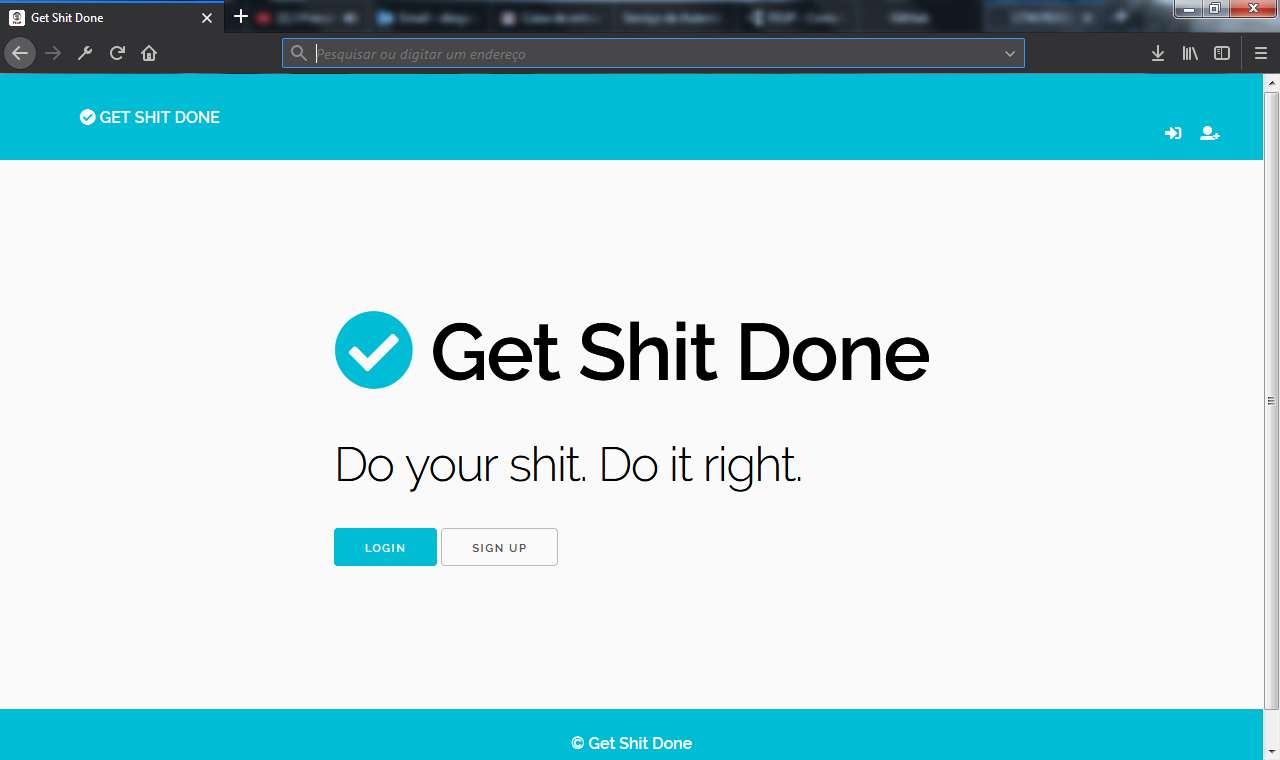 Get Shit Done
Pesquisar ou digitar um endereço
GET SHIT DONE
Get Shit Done
Do your shit. Do it right.
LOGIN SIGN UP
© Get Shit Done